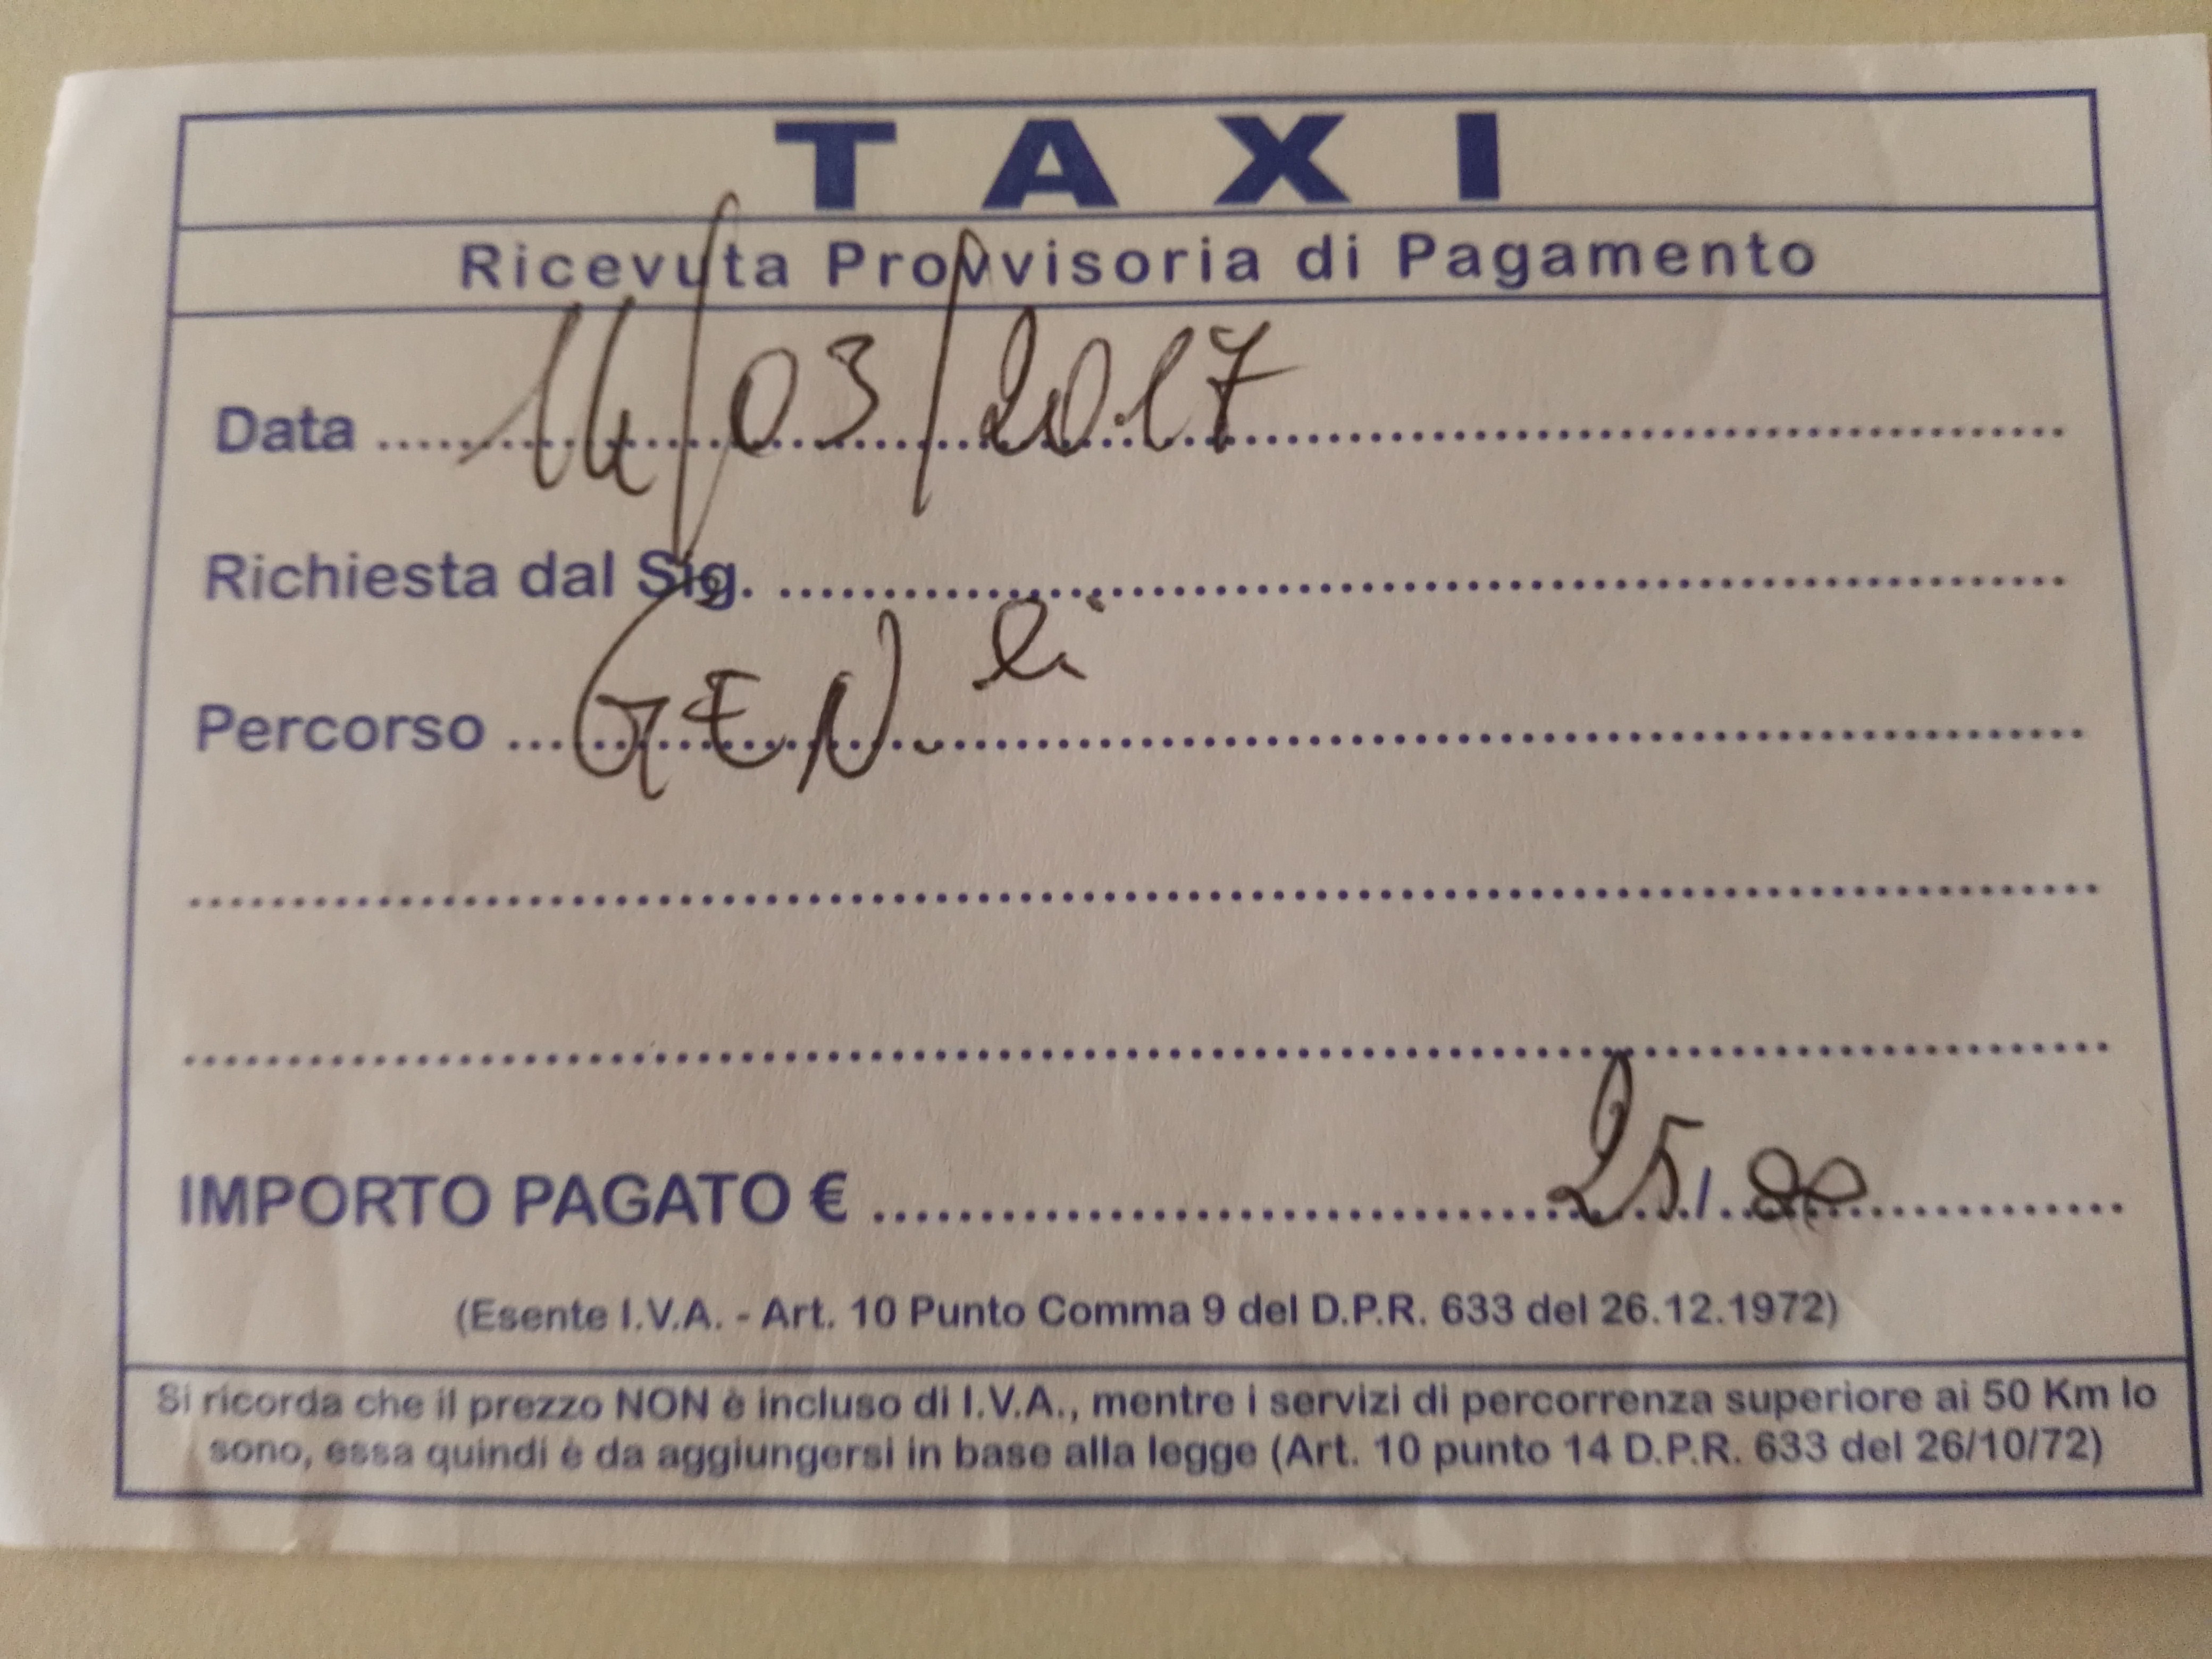 TAXI
Ricevuta Provvisoria di Pagamento
Data 14/03/2017
Richiesta dal Sig.
Percorso GEN. li
IMPORTO PAGATO € 25,00
(Esente I.V.A. - Art. 10 Punto Comma 9 del D.P.R. 633 del 26.12.1972)
Si ricorda che il prezzo NON è incluso di I.V.A., mentre i servizi di percorrenza superiore ai 50 Km lo
sono, essa quindi è da aggiungersi in base alla legge (Art. 10 punto 14 D.P.R. 633 del 26/10/72)